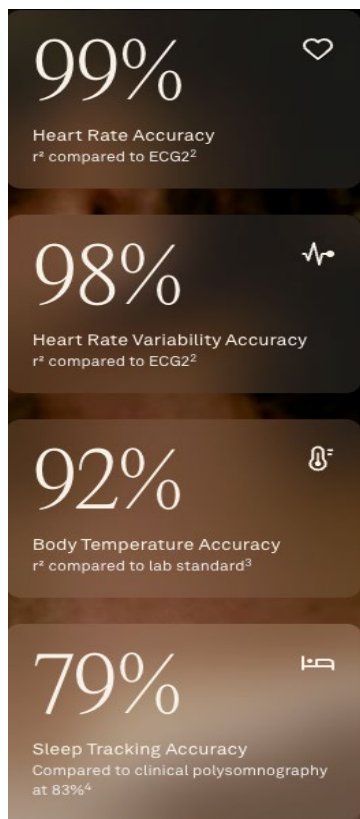 99%
Heart Rate Accuracy
r² compared to ECG2²
98%
Heart Rate Variability Accuracy
r² compared to ECG2²
92%
Body Temperature Accuracy
r² compared to lab standard³
79%
Sleep Tracking Accuracy
Compared to clinical polysomnography
at 83%⁴